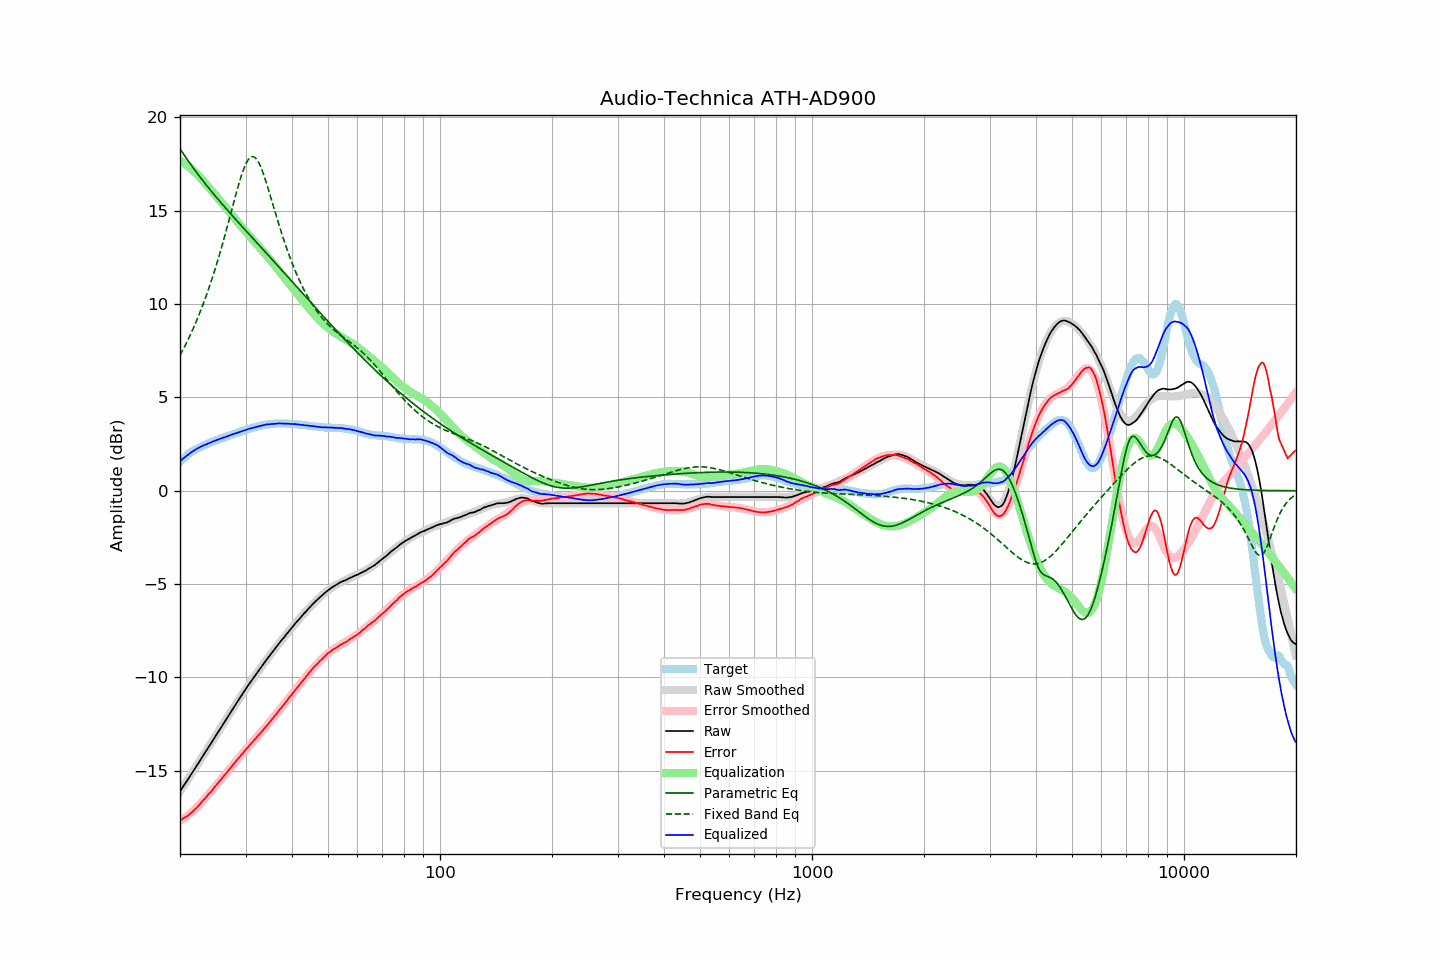 Audio-Technica ATH-AD900
20
15
10
5
0
−5
−10
−15
Amplitude (dBr)
100
1000
10000
Frequency (Hz)
Target
Raw Smoothed
Error Smoothed
Raw
Error
Equalization
Parametric Eq
Fixed Band Eq
Equalized